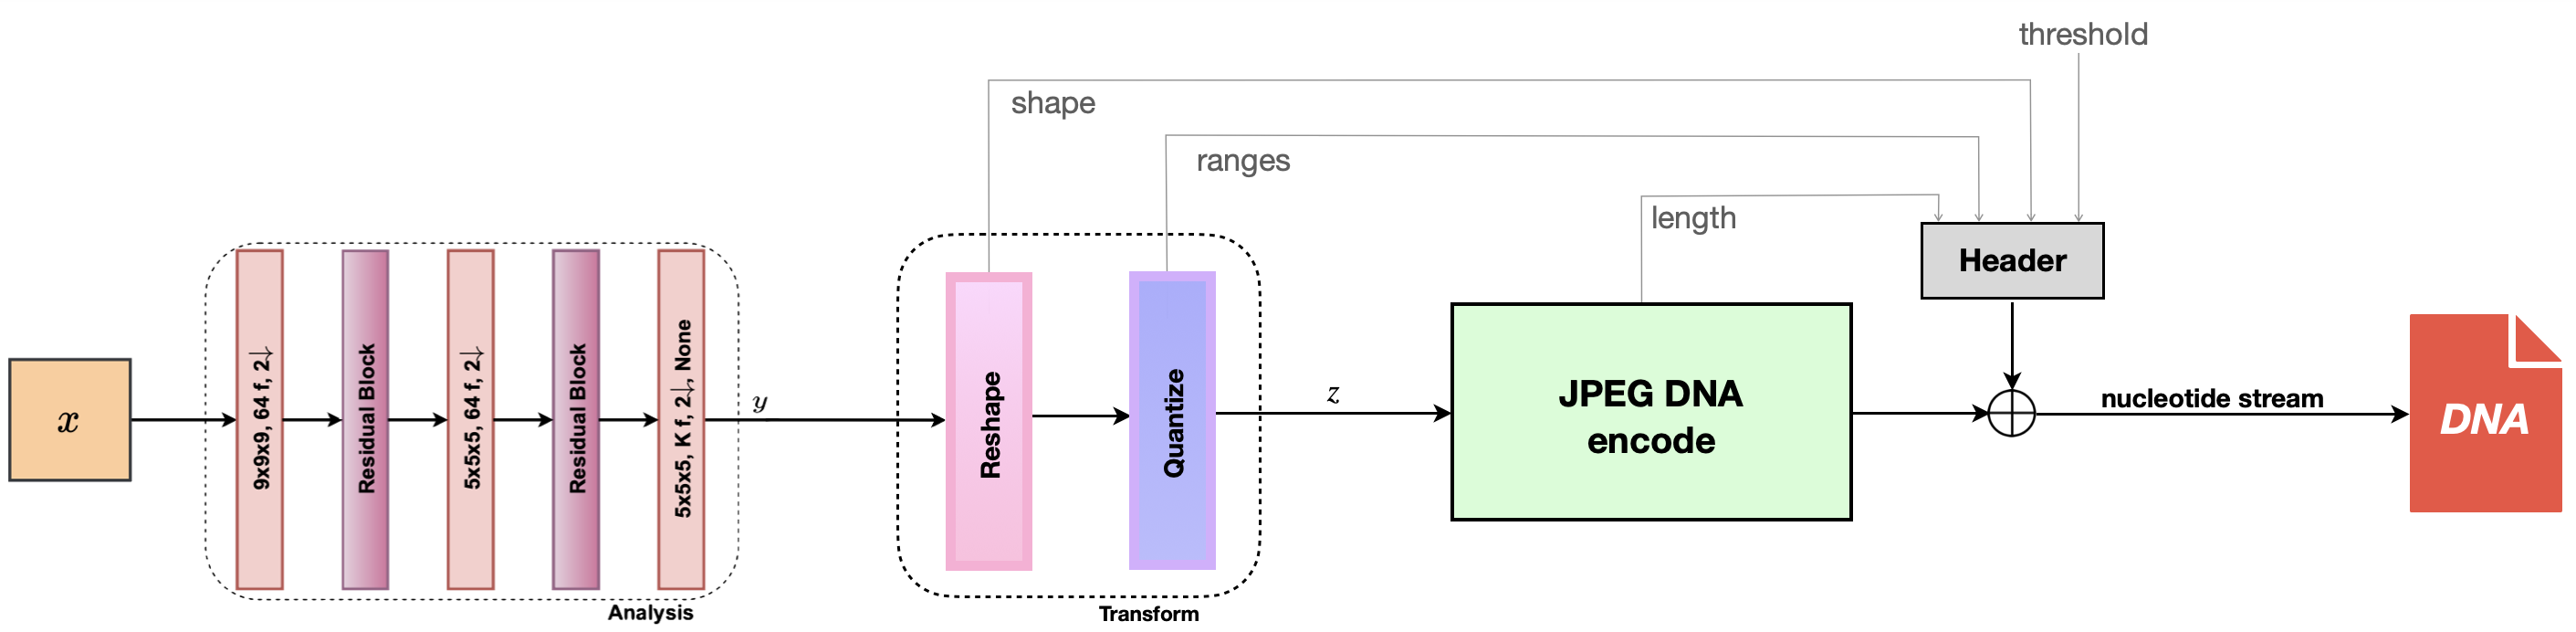 threshold
shape
ranges
length
Header
x
9x9x9, 64 f, 2↓
Residual Block
5x5x5, 64 f, 2↓
Residual Block
5x5x5, K f, 2↓, None
y
Reshape
Quantize
z
JPEG DNA
encode
nucleotide stream
DNA
Analysis
Transform